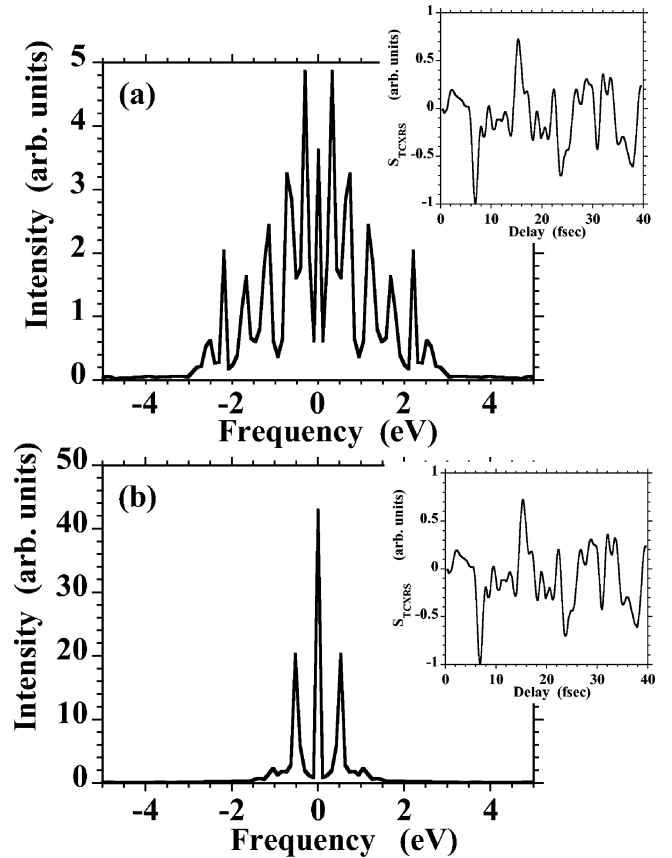 (a)
Intensity (arb. units)
5
4
3
2
1
0
-4 -2 0 2 4
Frequency (eV)
S_TCXRS (arb. units)
1
0.5
0
-0.5
-1
0 10 20 30 40
Delay (fsec)
(b)
Intensity (arb. units)
50
40
30
20
10
0
-4 -2 0 2 4
Frequency (eV)
S_TCXRS (arb. units)
1
0.5
0
-0.5
-1
0 10 20 30 40
Delay (fsec)